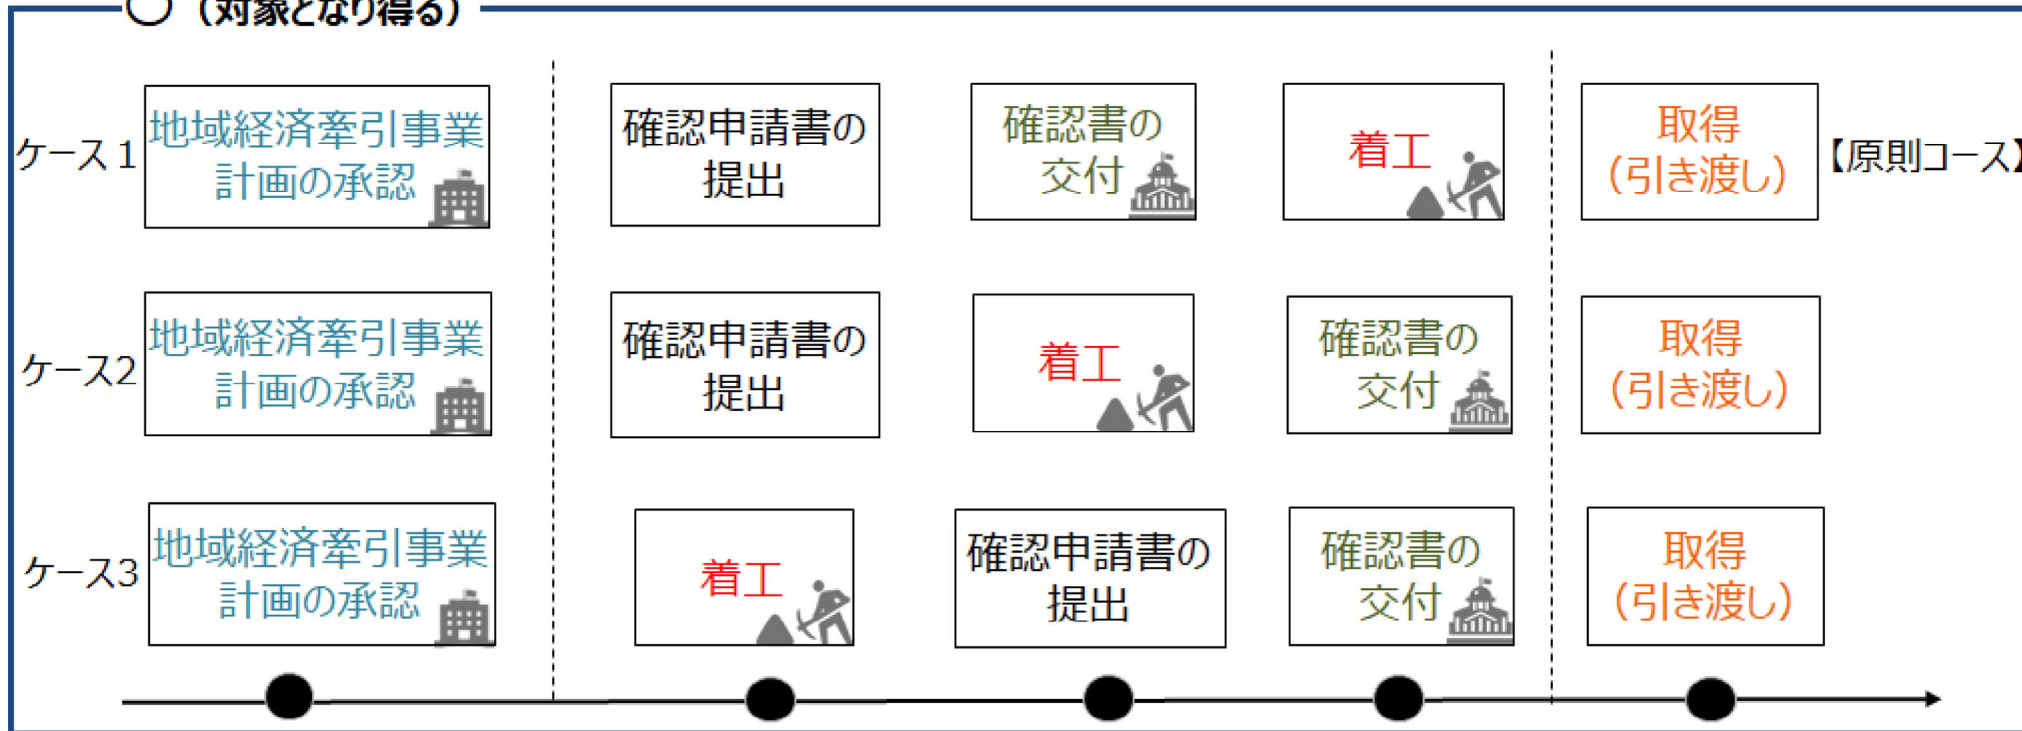 ○（対象となり得る）
ケース1
地域経済牽引事業
計画の承認
確認申請書の
提出
確認書の
交付
着工
取得
（引き渡し）
【原則コース】
ケース2
地域経済牽引事業
計画の承認
確認申請書の
提出
着工
確認書の
交付
取得
（引き渡し）
ケース3
地域経済牽引事業
計画の承認
着工
確認申請書の
提出
確認書の
交付
取得
（引き渡し）